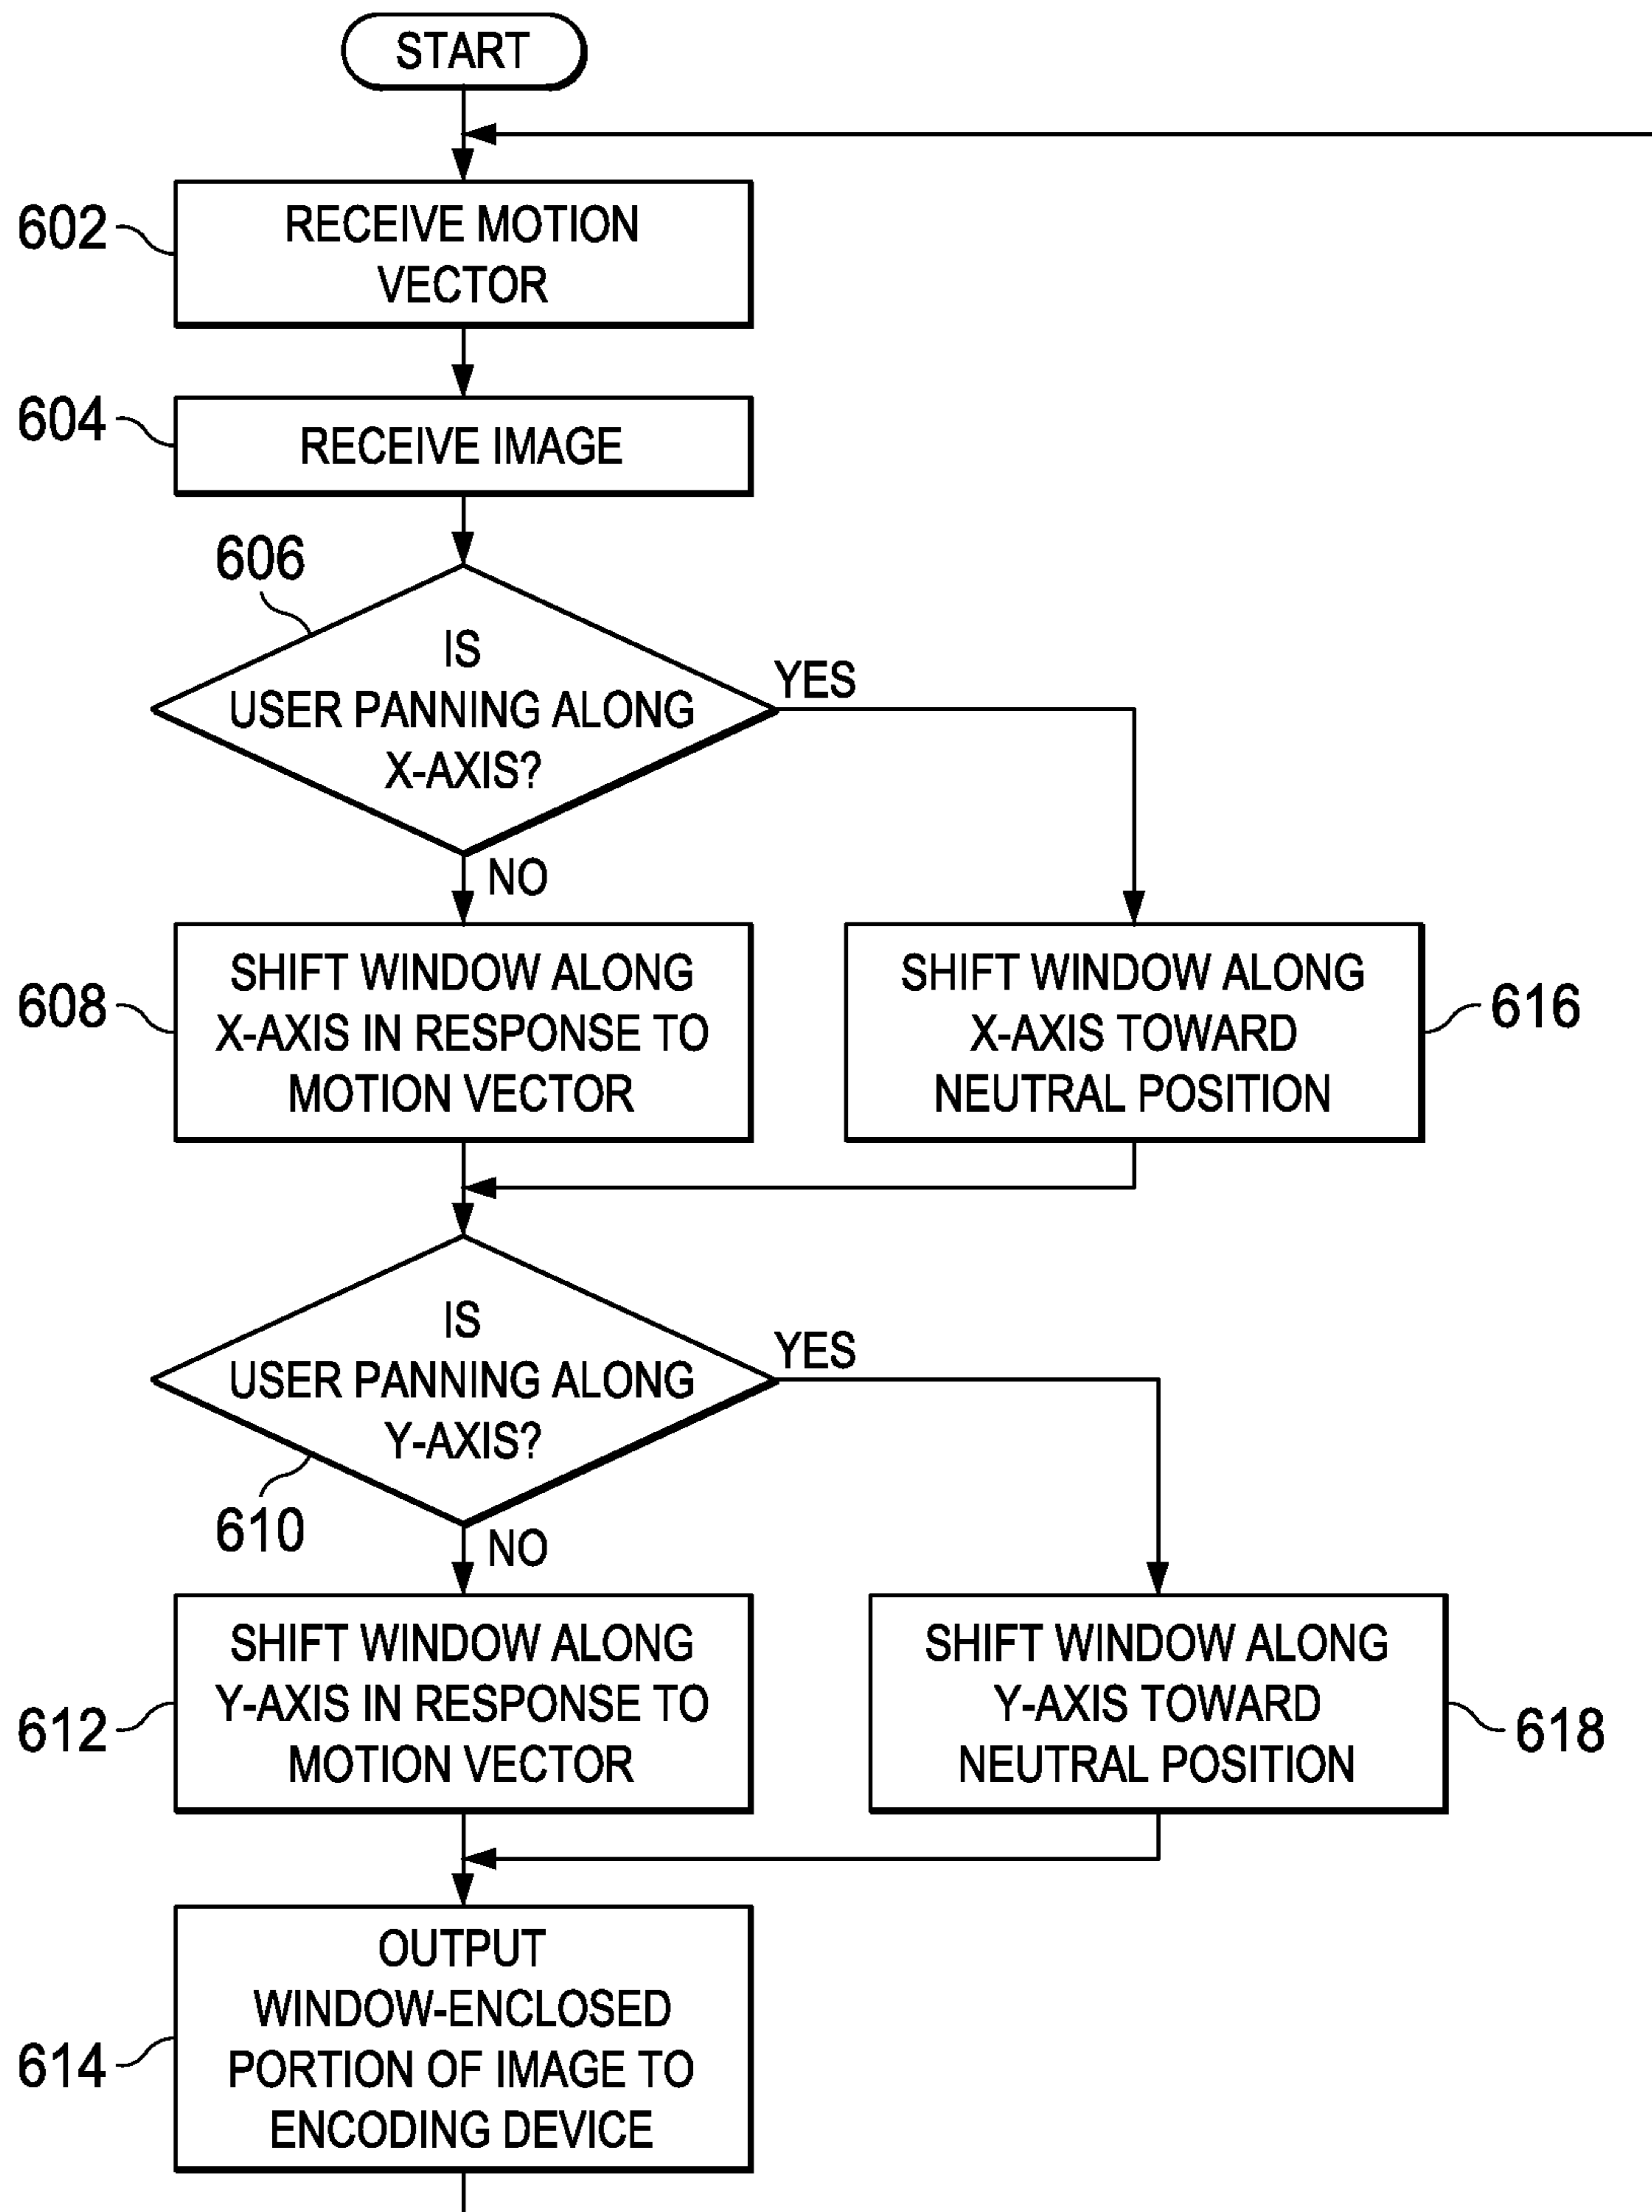 START
602
RECEIVE MOTION
VECTOR
604
RECEIVE IMAGE
606
IS
USER PANNING ALONG
X-AXIS?
YES
NO
608
SHIFT WINDOW ALONG
X-AXIS IN RESPONSE TO
MOTION VECTOR
SHIFT WINDOW ALONG
X-AXIS TOWARD
NEUTRAL POSITION
616
IS
USER PANNING ALONG
Y-AXIS?
YES
610
NO
612
SHIFT WINDOW ALONG
Y-AXIS IN RESPONSE TO
MOTION VECTOR
SHIFT WINDOW ALONG
Y-AXIS TOWARD
NEUTRAL POSITION
618
614
OUTPUT
WINDOW-ENCLOSED
PORTION OF IMAGE TO
ENCODING DEVICE